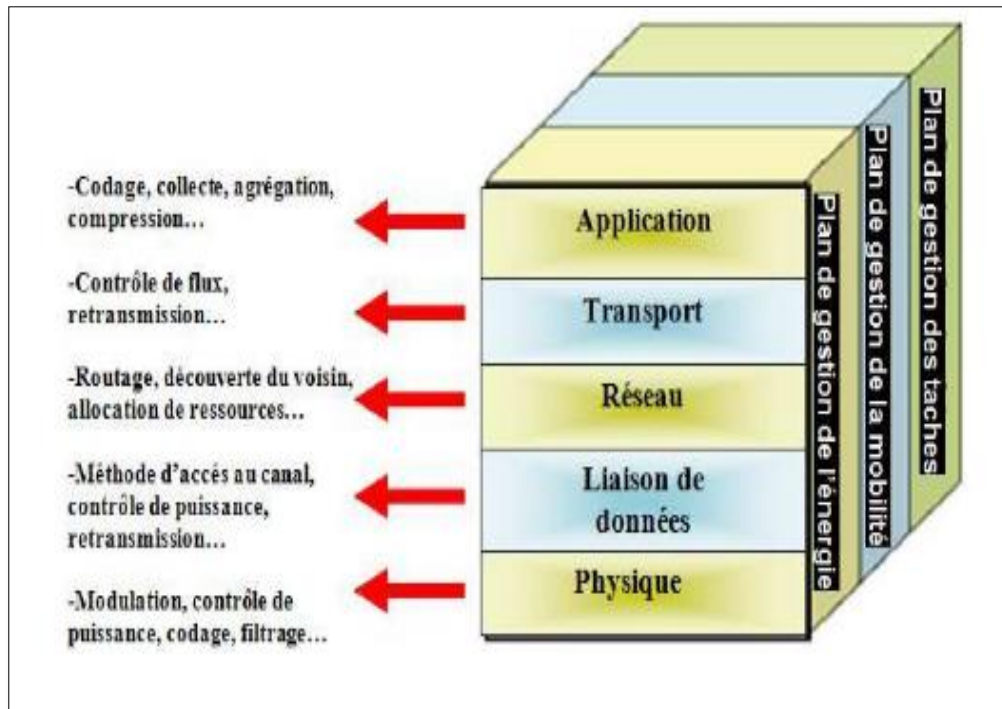 -Codage, collecte, agrégation,
compression...
-Contrôle de flux,
retransmission...
-Routage, découverte du voisin,
allocation de ressources...
-Méthode d'accés au canal,
contrôle de puissance,
retransmission...
-Modulation, contrôle de
puissance, codage, filtrage...
Application
Transport
Réseau
Liaison de
données
Physique
Plan de gestion de l'énergie
Plan de gestion de la mobilité
Plan de gestion des taches